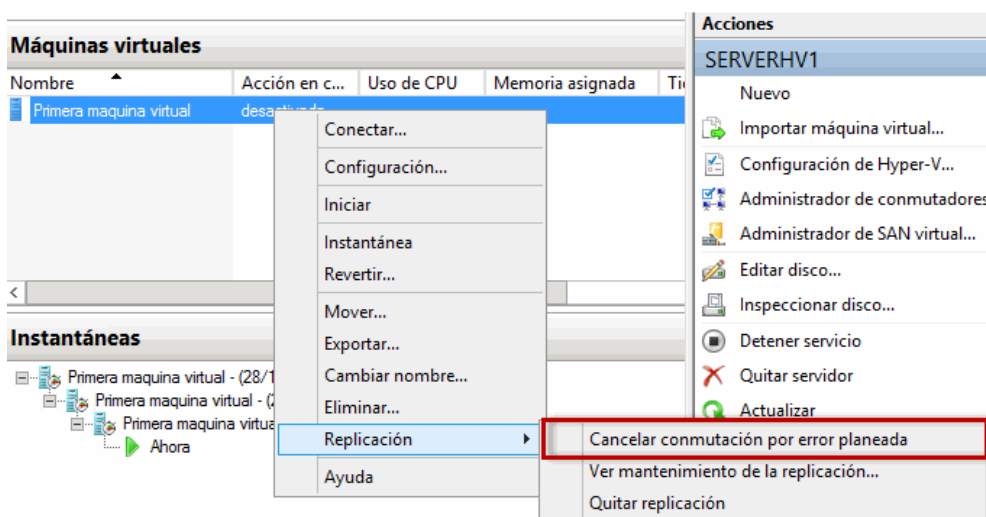 Máquinas virtuales
Nombre Acción en c... Uso de CPU Memoria asignada
Primera maquina virtual desactivada
Conectar...
Configuración...
Iniciar
Instantánea
Revertir...
Mover...
Exportar...
Cambiar nombre...
Eliminar...
Replicación
Ayuda
Cancelar conmutación por error planeada
Ver mantenimiento de la replicación...
Quitar replicación
Instantáneas
Primera maquina virtual - (28/1
Primera maquina virtual - (
Primera maquina virtua
Ahora
Acciones
SERVERHV1
Nuevo
Importar máquina virtual...
Configuración de Hyper-V...
Administrador de conmutadores
Administrador de SAN virtual...
Editar disco...
Inspeccionar disco...
Detener servicio
Quitar servidor
Actualizar